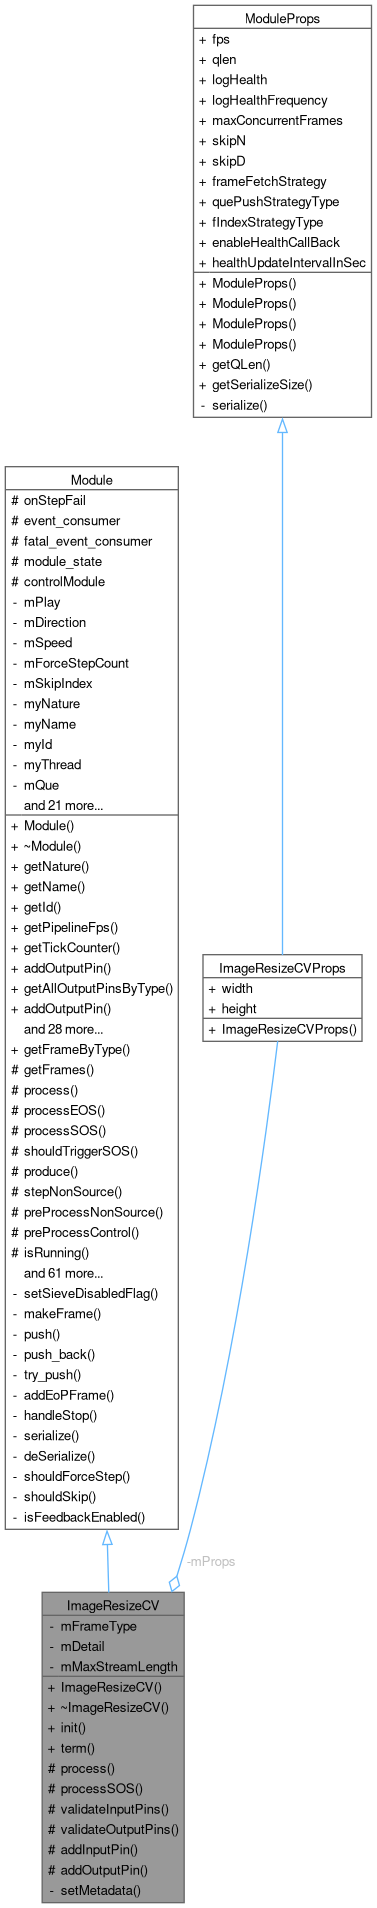 ModuleProps
+ fps
+ qlen
+ logHealth
+ logHealthFrequency
+ maxConcurrentFrames
+ skipN
+ skipD
+ frameFetchStrategy
+ quePushStrategyType
+ fIndexStrategyType
+ enableHealthCallBack
+ healthUpdateIntervalInSec
+ ModuleProps()
+ ModuleProps()
+ ModuleProps()
+ ModuleProps()
+ getQLen()
+ getSerializeSize()
- serialize()
Module
# onStepFail
# event_consumer
# fatal_event_consumer
# module_state
# controlModule
- mPlay
- mDirection
- mSpeed
- mForceStepCount
- mSkipIndex
- myNature
- myName
- myId
- myThread
- mQue
and 21 more...
+ Module()
+ ~Module()
+ getNature()
+ getName()
+ getId()
+ getPipelineFps()
+ getTickCounter()
+ addOutputPin()
+ getAllOutputPinsByType()
+ addOutputPin()
and 28 more...
+ getFrameByType()
# getFrames()
# process()
# processEOS()
# processSOS()
# shouldTriggerSOS()
# produce()
# stepNonSource()
# preProcessNonSource()
# preProcessControl()
# isRunning()
and 61 more...
- setSieveDisabledFlag()
- makeFrame()
- push()
- push_back()
- try_push()
- addEoPFrame()
- handleStop()
- serialize()
- deSerialize()
- shouldForceStep()
- shouldSkip()
- isFeedbackEnabled()
ImageResizeCVProps
+ width
+ height
+ ImageResizeCVProps()
-mProps
ImageResizeCV
- mFrameType
- mDetail
- mMaxStreamLength
+ ImageResizeCV()
+ ~ImageResizeCV()
+ init()
+ term()
# process()
# processSOS()
# validateInputPins()
# validateOutputPins()
# addInputPin()
# addOutputPin()
- setMetadata()